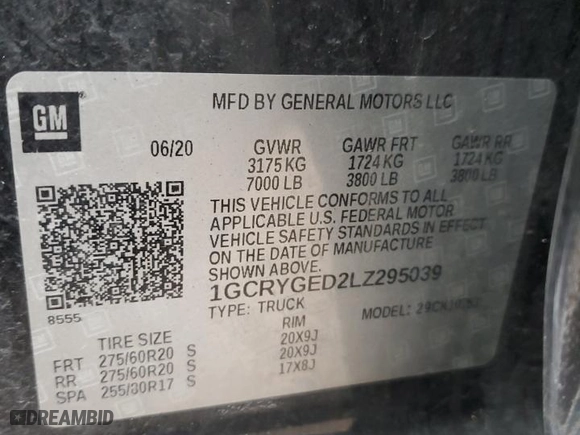 GM
MFD BY GENERAL MOTORS LLC
06/20 GVWR GAWR FRT GAWR RR
3175 KG 1724 KG 1724 KG
7000 LB 3800 LB 3800 LB
THIS VEHICLE CONFORMS TO ALL
APPLICABLE U.S. FEDERAL MOTOR
VEHICLE SAFETY STANDARDS IN EFFECT
ON THE DATE OF MANUFACTURE
SHOWN ABOVE.
1GCRYGED2LZ295039
8555
TYPE: TRUCK MODEL:
TIRE SIZE RIM
FRT 275/60R20 S 20X9J
RR 275/60R20 S 20X9J
SPA 255/80R17 S 17X8J
DREAMBID